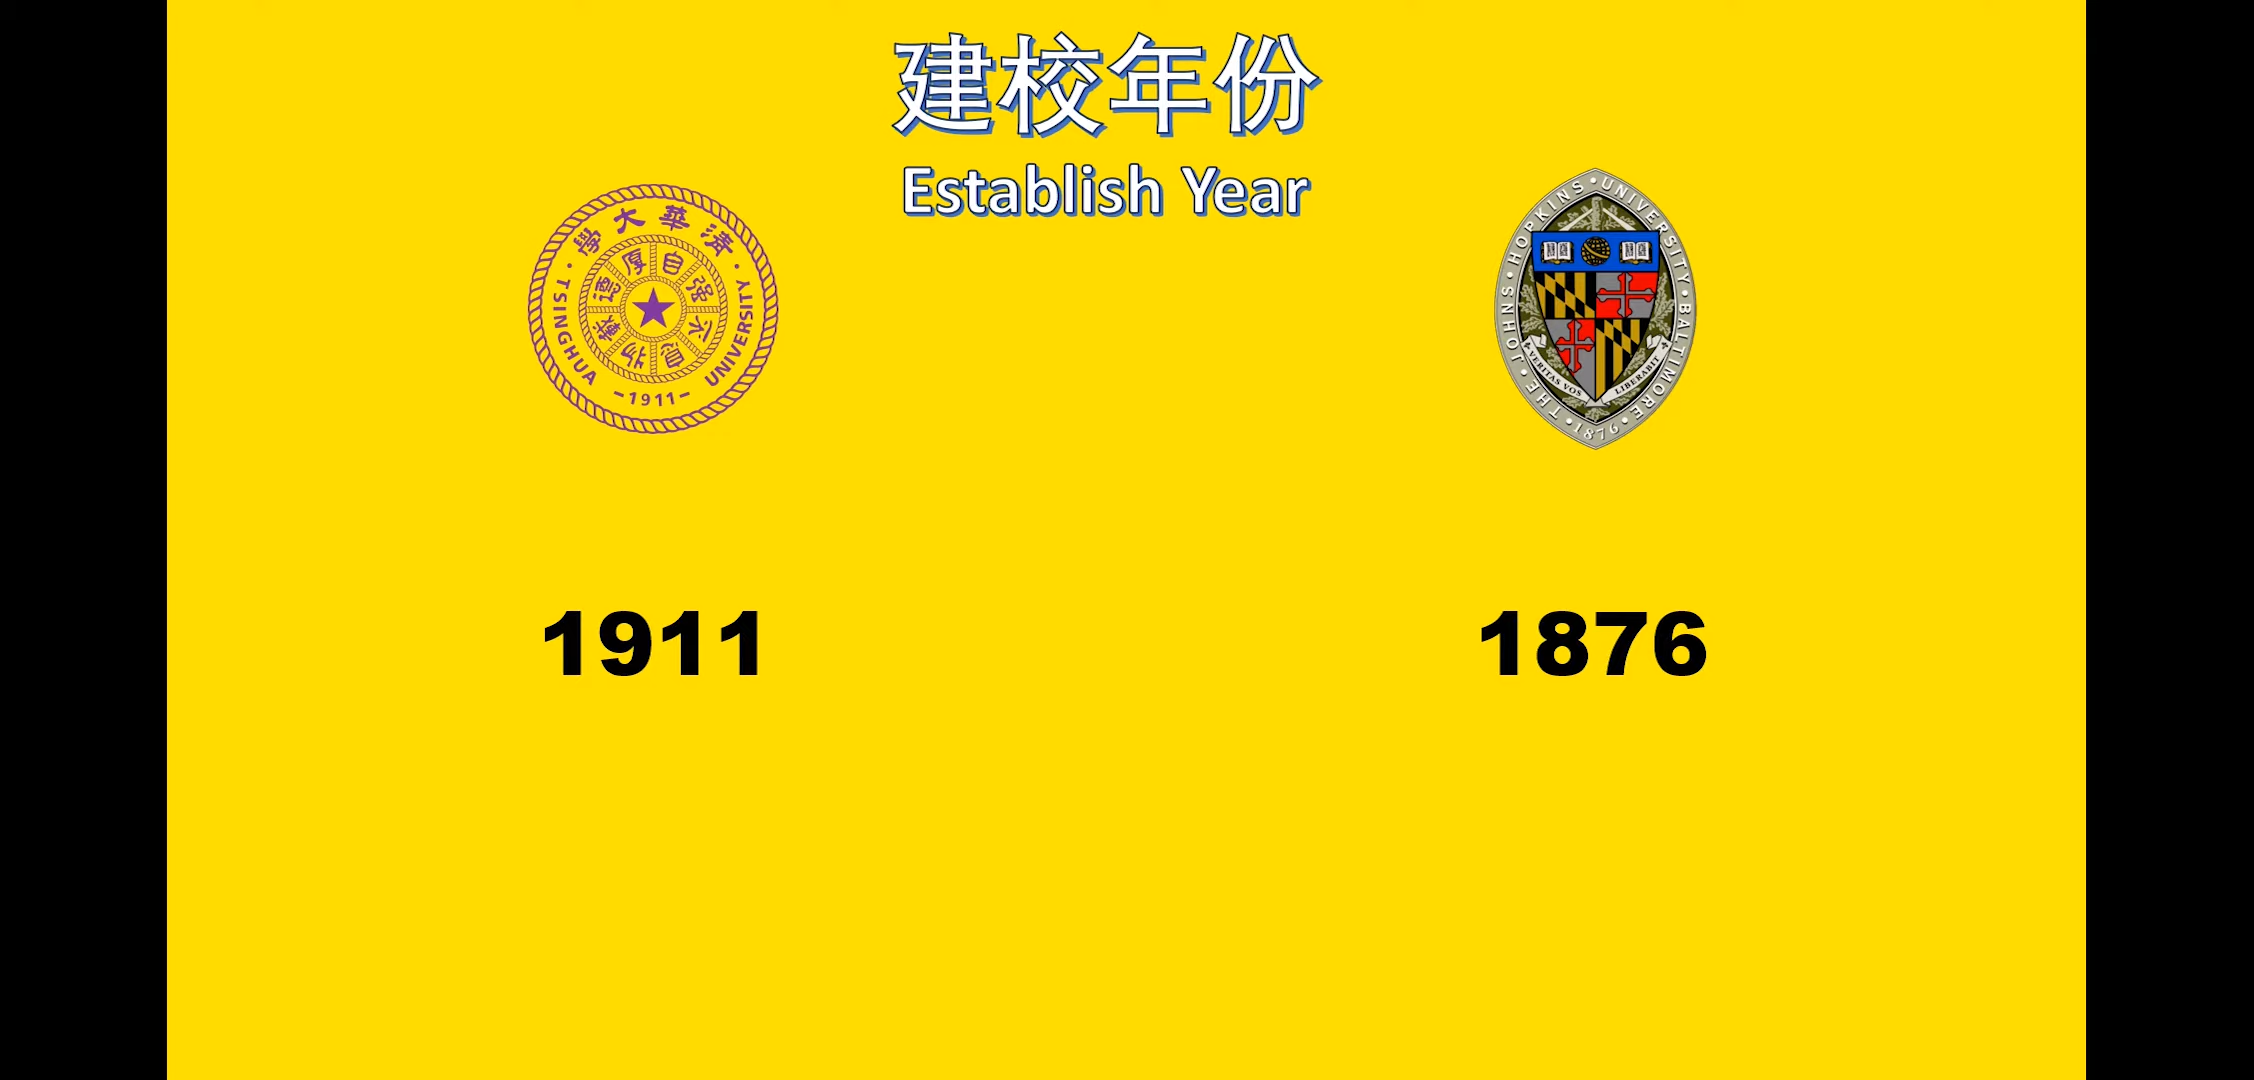 建校年份
Establish Year
清華大學
TSINGHUA UNIVERSITY
自强不息
厚德載物
–1911–
THE · JOHNS · HOPKINS · UNIVERSITY · BALTIMORE
VERITAS VOS LIBERABIT
·1876·
1911
1876